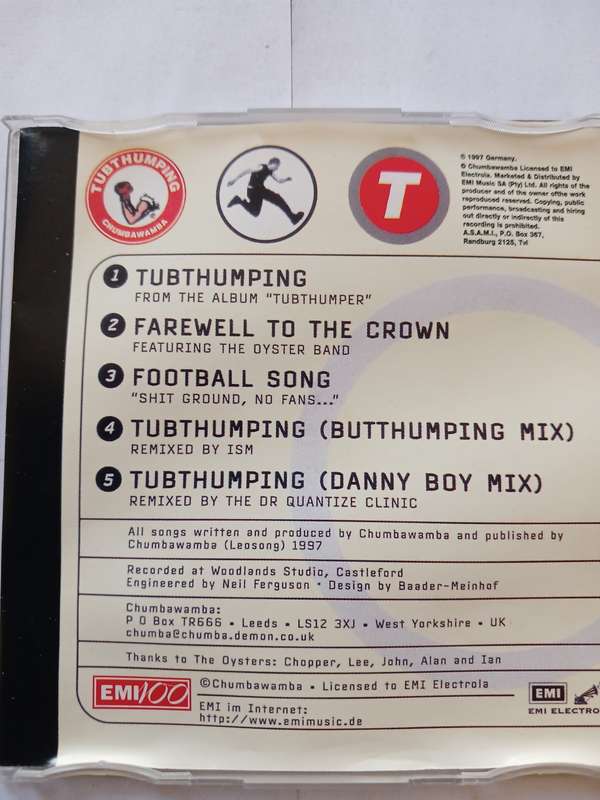 TUBTHUMPING
CHUMBAWAMBA
T
℗ 1997 Germany.
© Chumbawamba Licensed to EMI
Electrola. Marketed & Distributed by
EMI Music SA (Pty) Ltd. All rights of the
producer and of the owner ofthe work
reproduced reserved. Copying, public
performance, broadcasting and hiring
out directly or indirectly of this
recording is prohibited.
A.S.A.M.I., P.O. Box 367,
Randburg 2125, Tvl
1 TUBTHUMPING
FROM THE ALBUM "TUBTHUMPER"
2 FAREWELL TO THE CROWN
FEATURING THE OYSTER BAND
3 FOOTBALL SONG
"SHIT GROUND, NO FANS..."
4 TUBTHUMPING (BUTTHUMPING MIX)
REMIXED BY ISM
5 TUBTHUMPING (DANNY BOY MIX)
REMIXED BY THE DR QUANTIZE CLINIC
All songs written and produced by Chumbawamba and published by
Chumbawamba (Leosong) 1997
Recorded at Woodlands Studio, Castleford
Engineered by Neil Ferguson • Design by Baader-Meinhof
Chumbawamba:
P O Box TR666 • Leeds • LS12 3XJ • West Yorkshire • UK
chumba@chumba.demon.co.uk
Thanks to The Oysters: Chopper, Lee, John, Alan and Ian
EMI 100
©Chumbawamba • Licensed to EMI Electrola
EMI im Internet:
http://www.emimusic.de
EMI
EMI ELECTRO